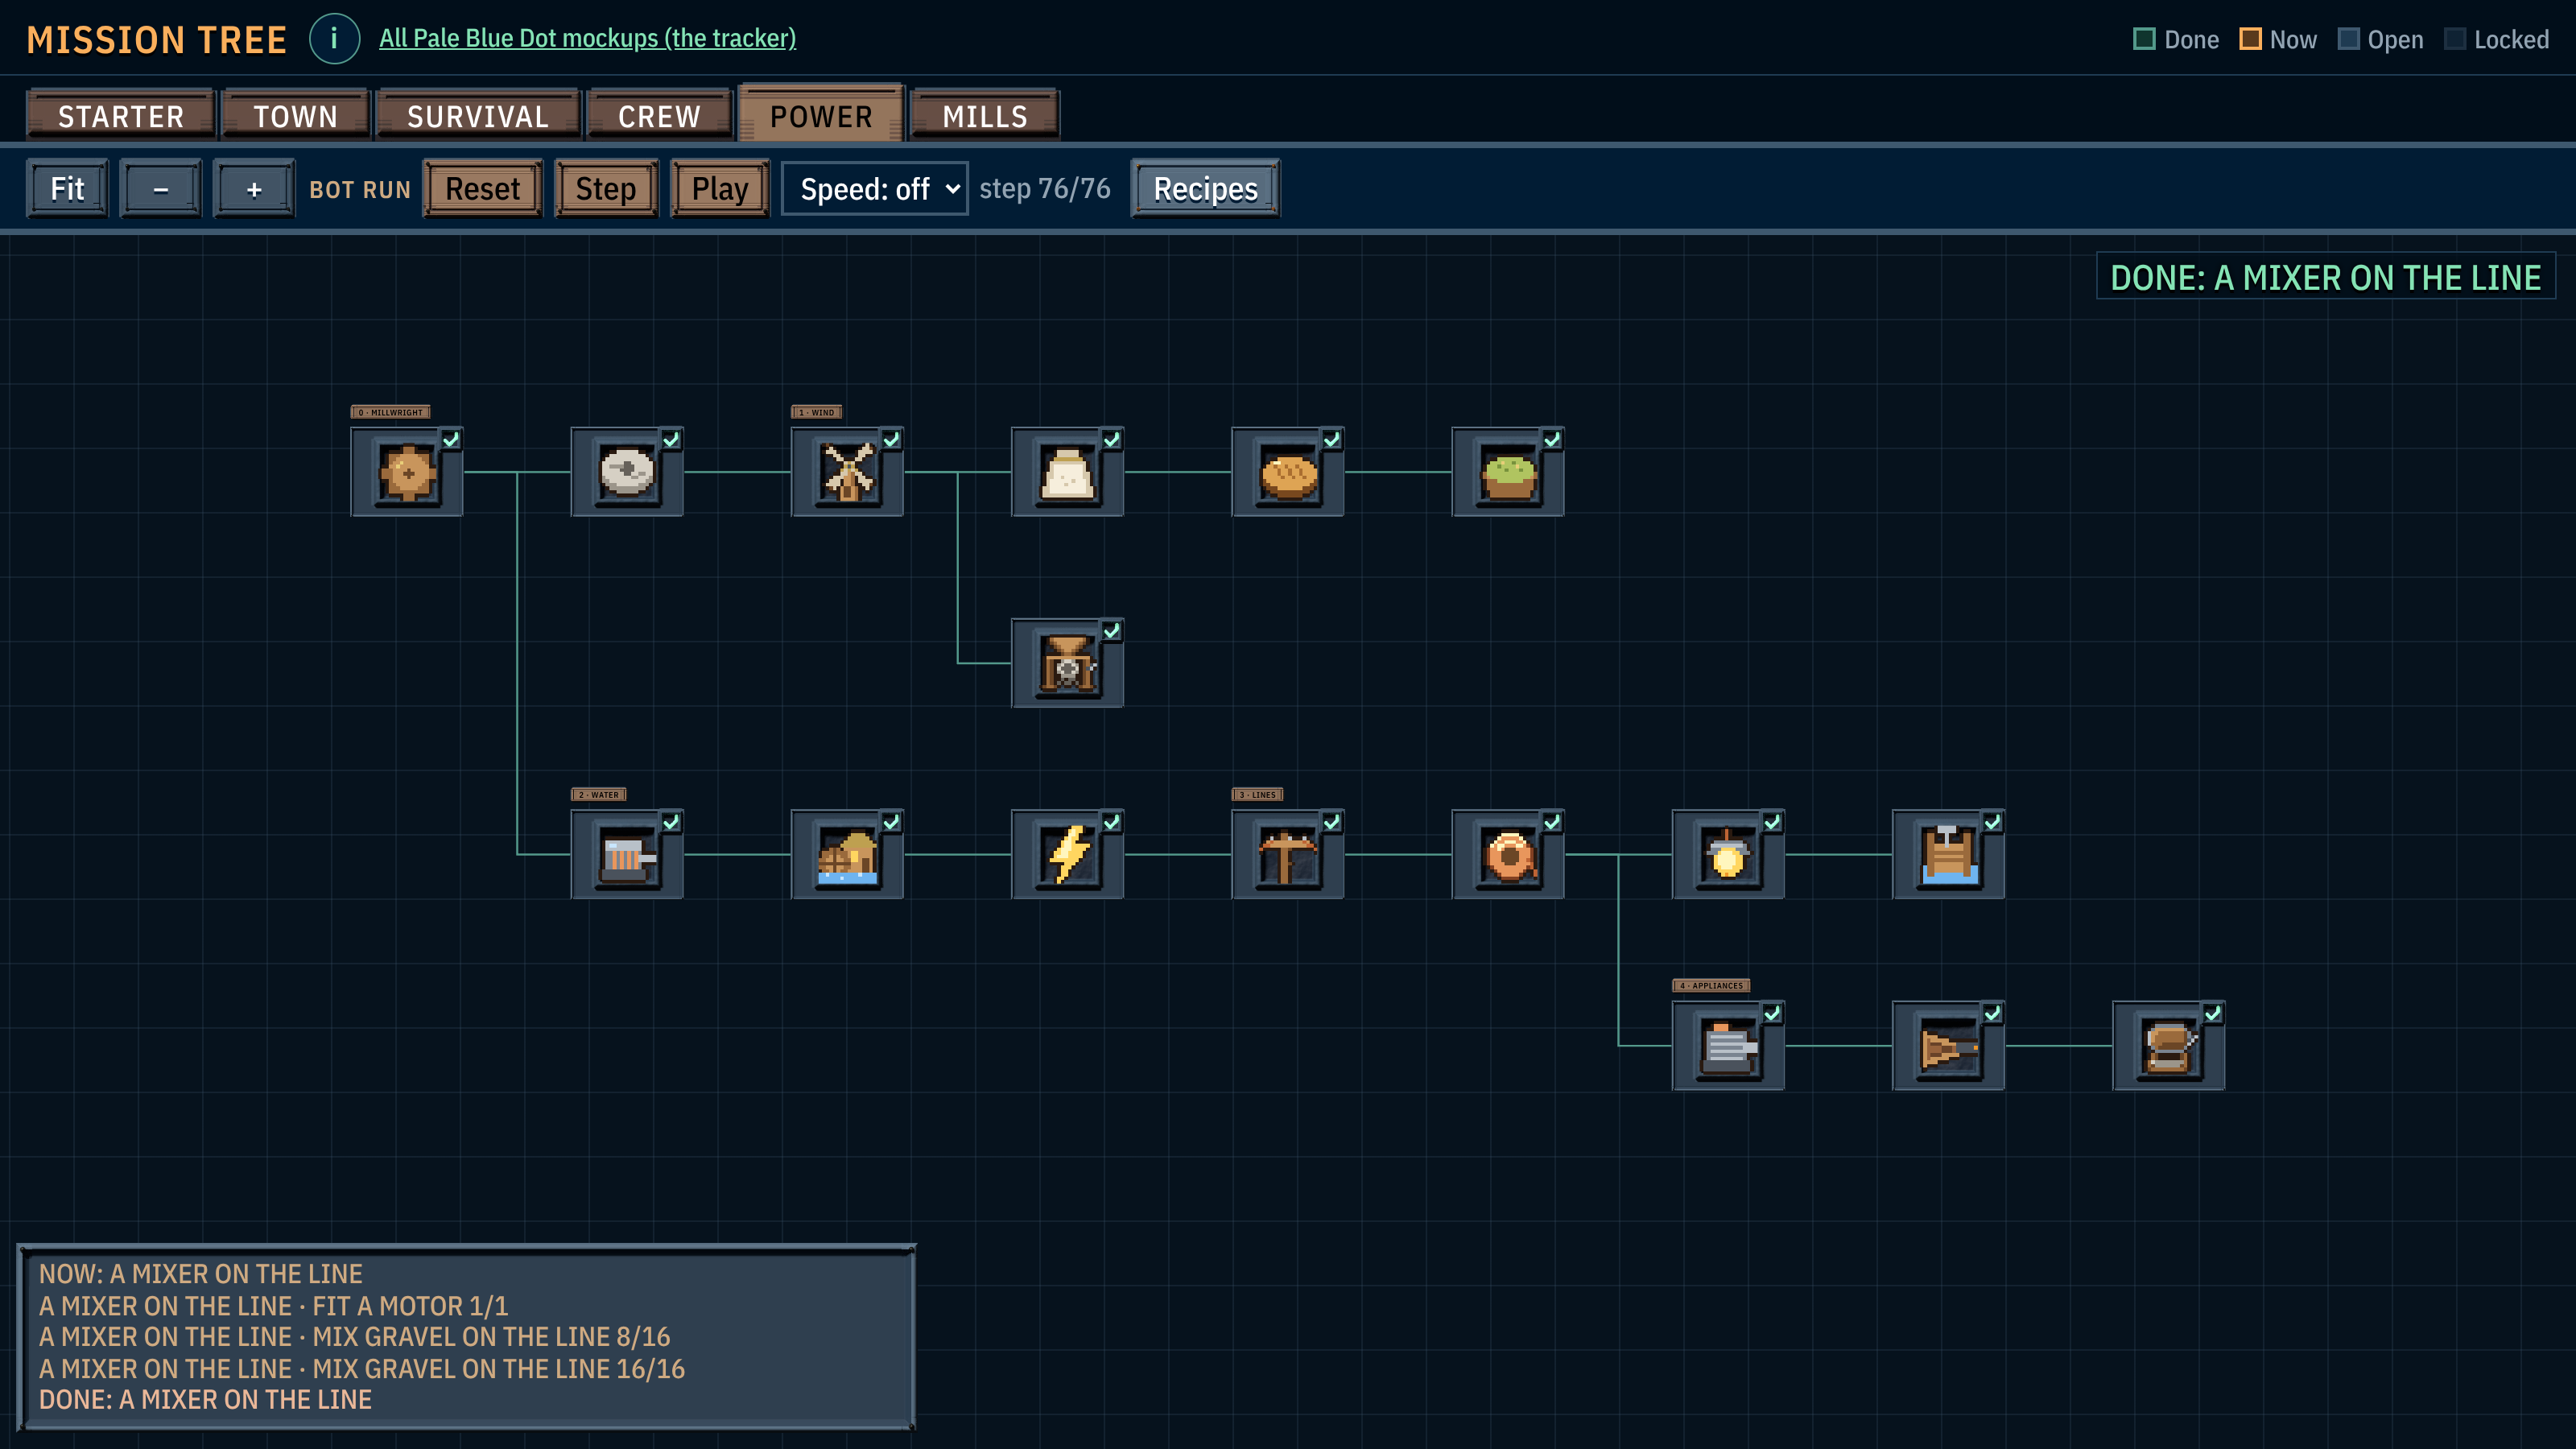 MISSION TREE i All Pale Blue Dot mockups (the tracker) Done Now Open Locked
STARTER TOWN SURVIVAL CREW POWER MILLS
Fit – + BOT RUN Reset Step Play Speed: off step 76/76 Recipes
DONE: A MIXER ON THE LINE
0 · MILLWRIGHT 1 · WIND
2 · WATER 3 · LINES
4 · APPLIANCES
NOW: A MIXER ON THE LINE
A MIXER ON THE LINE · FIT A MOTOR 1/1
A MIXER ON THE LINE · MIX GRAVEL ON THE LINE 8/16
A MIXER ON THE LINE · MIX GRAVEL ON THE LINE 16/16
DONE: A MIXER ON THE LINE